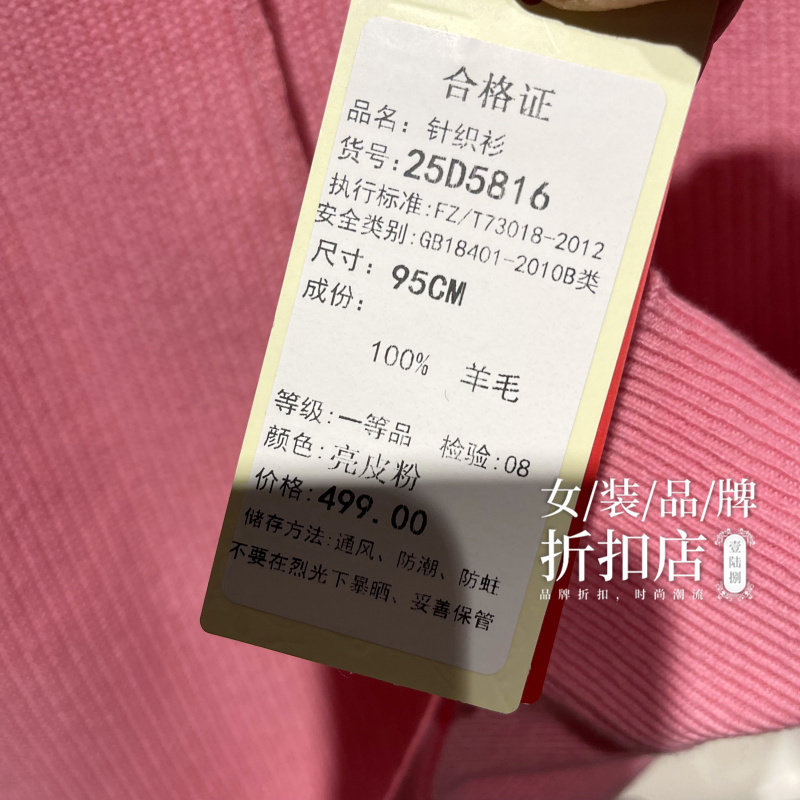 合格证
品名：针织衫
货号：25D5816
执行标准：FZ/T73018-2012
安全类别：GB18401-2010B类
尺寸：95CM
成份：
100% 羊毛
等级：一等品 检验：08
颜色：亮皮粉
价格：499.00
储存方法：通风、防潮、防蛀
不要在烈光下暴晒、妥善保管
女/装/品/牌
折扣店
壹陆捌
品牌折扣，时尚潮流